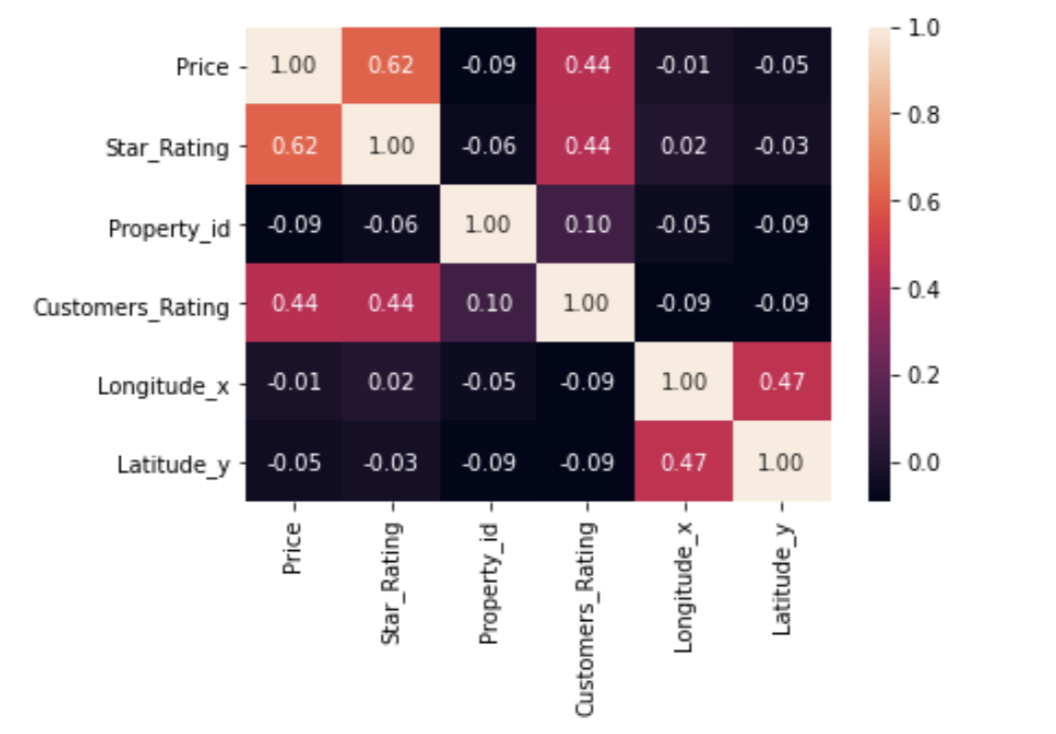 Price 1.00 0.62 -0.09 0.44 -0.01 -0.05
Star_Rating 0.62 1.00 -0.06 0.44 0.02 -0.03
Property_id -0.09 -0.06 1.00 0.10 -0.05 -0.09
Customers_Rating 0.44 0.44 0.10 1.00 -0.09 -0.09
Longitude_x -0.01 0.02 -0.05 -0.09 1.00 0.47
Latitude_y -0.05 -0.03 -0.09 -0.09 0.47 1.00
Price
Star_Rating
Property_id
Customers_Rating
Longitude_x
Latitude_y
1.0
0.8
0.6
0.4
0.2
0.0